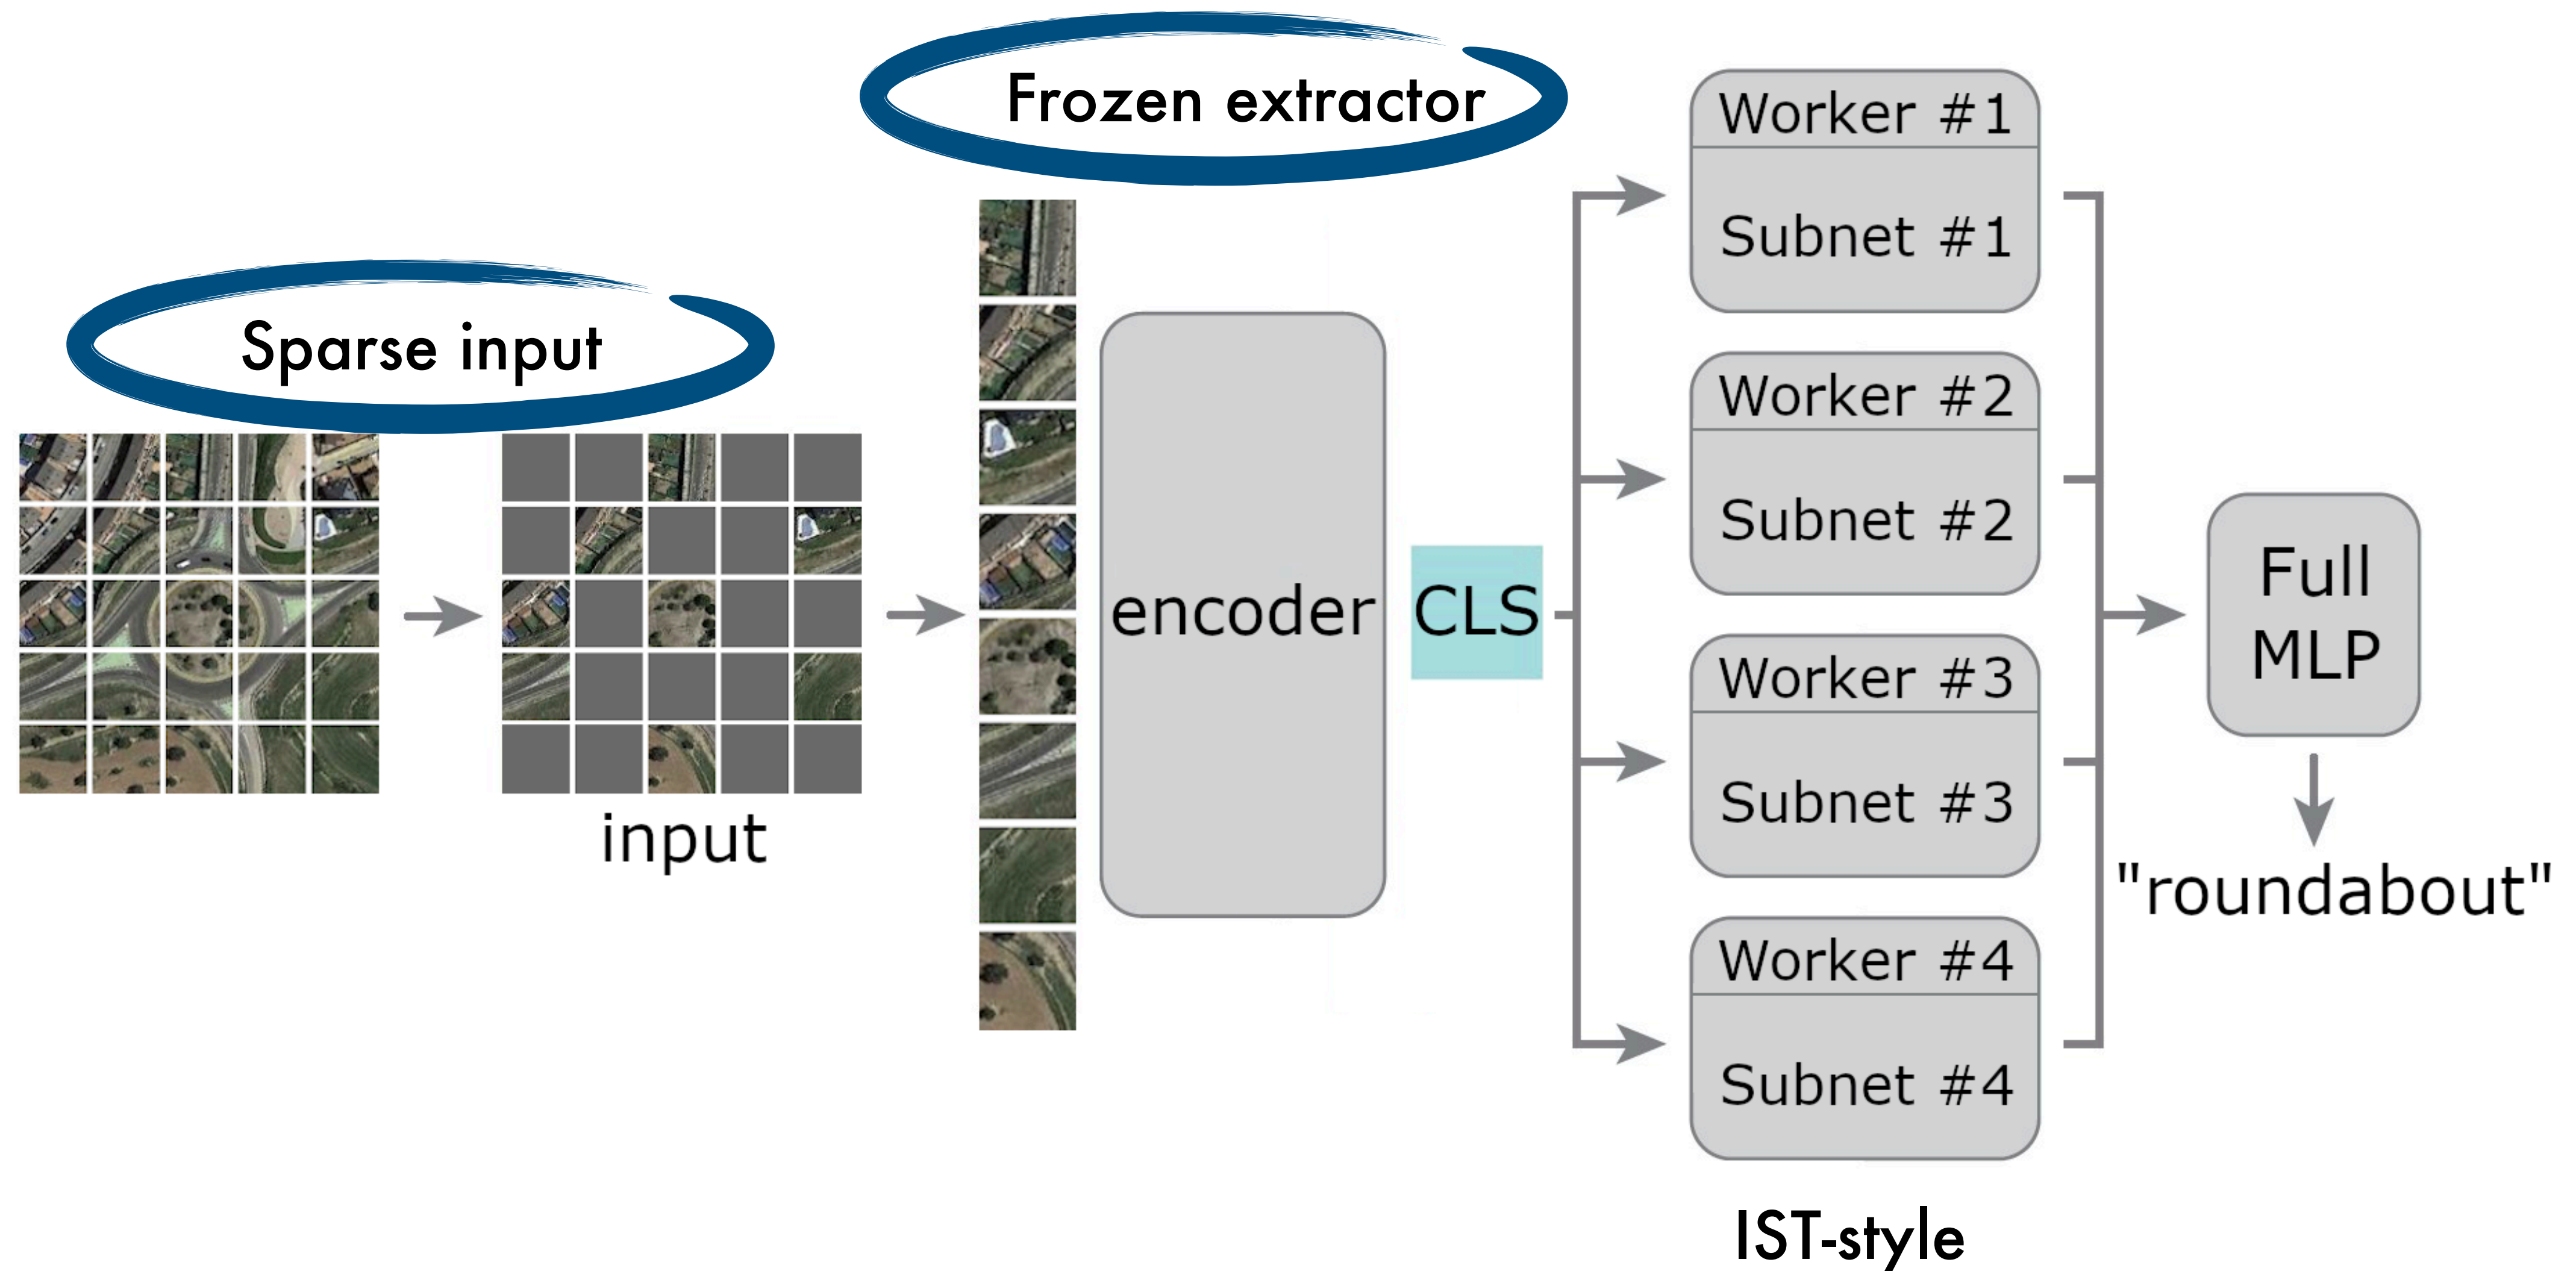 Frozen extractor
Sparse input
input
encoder
CLS
Worker #1
Subnet #1
Worker #2
Subnet #2
Worker #3
Subnet #3
Worker #4
Subnet #4
IST-style
Full
MLP
"roundabout"